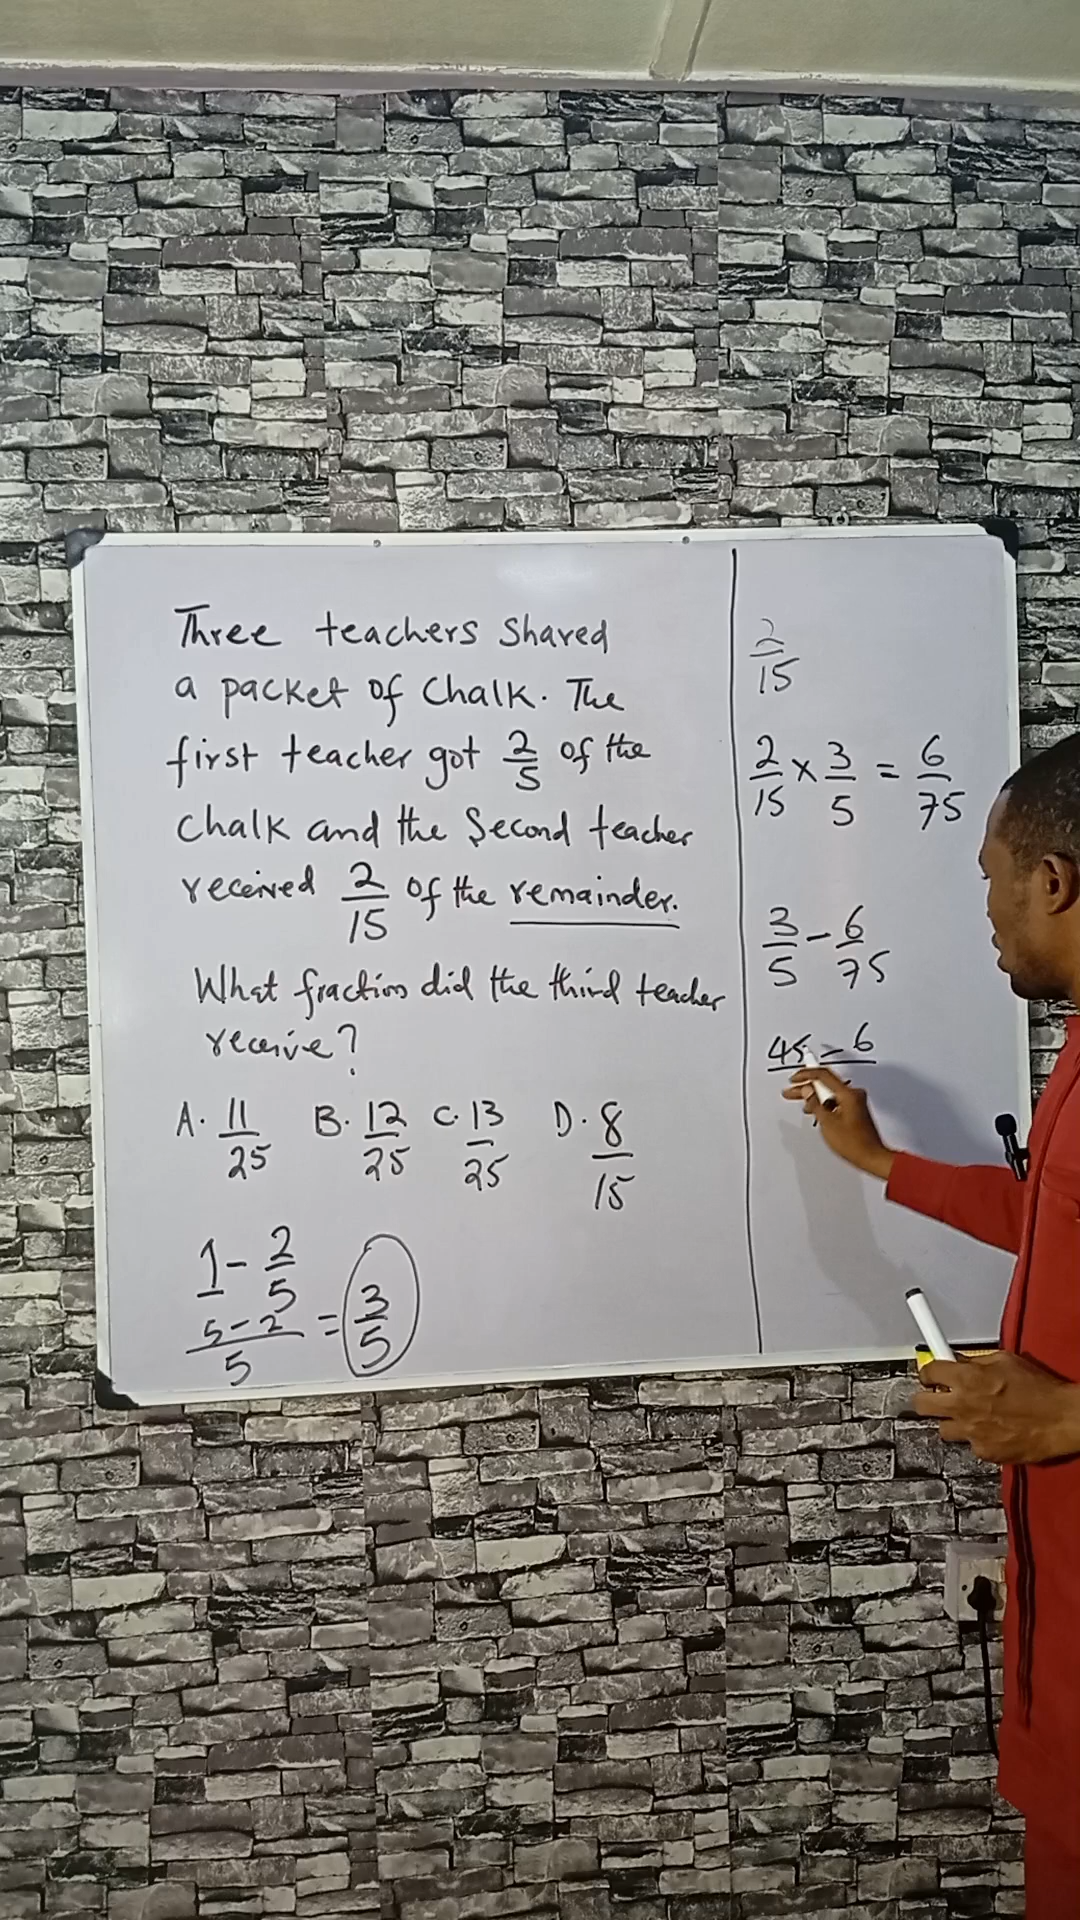 Three teachers Shared
a packet of Chalk. The
first teacher got 2/5 of the
Chalk and the Second teacher
received 2/15 of the remainder.
What fraction did the third teacher
receive?
A. 11/25 B. 12/25 C. 13/25 D. 8/15
1 - 2/5
5-2/5 = 3/5
2/15
2/15 × 3/5 = 6/75
3/5 - 6/75
45 - 6